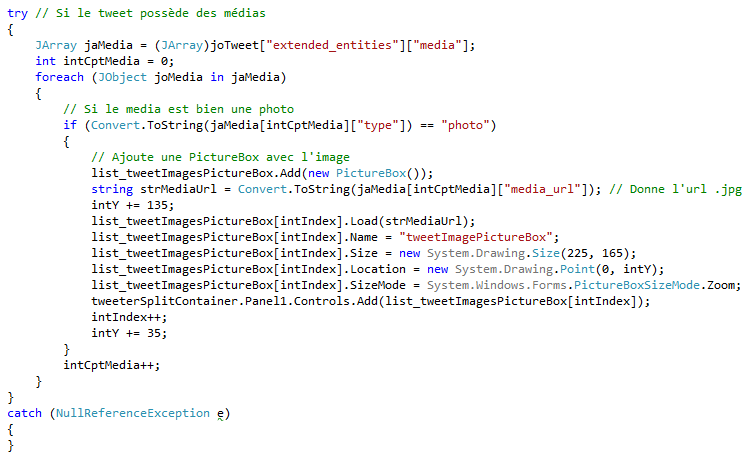 try // Si le tweet possède des médias
{
    JArray jaMedia = (JArray)joTweet["extended_entities"]["media"];
    int intCptMedia = 0;
    foreach (JObject joMedia in jaMedia)
    {
        // Si le media est bien une photo
        if (Convert.ToString(jaMedia[intCptMedia]["type"]) == "photo")
        {
            // Ajoute une PictureBox avec l'image
            list_tweetImagesPictureBox.Add(new PictureBox());
            string strMediaUrl = Convert.ToString(jaMedia[intCptMedia]["media_url"]); // Donne l'url .jpg
            intY += 135;
            list_tweetImagesPictureBox[intIndex].Load(strMediaUrl);
            list_tweetImagesPictureBox[intIndex].Name = "tweetImagePictureBox";
            list_tweetImagesPictureBox[intIndex].Size = new System.Drawing.Size(225, 165);
            list_tweetImagesPictureBox[intIndex].Location = new System.Drawing.Point(0, intY);
            list_tweetImagesPictureBox[intIndex].SizeMode = System.Windows.Forms.PictureBoxSizeMode.Zoom;
            tweeterSplitContainer.Panel1.Controls.Add(list_tweetImagesPictureBox[intIndex]);
            intIndex++;
            intY += 35;
        }
        intCptMedia++;
    }
}
catch (NullReferenceException e)
{
}